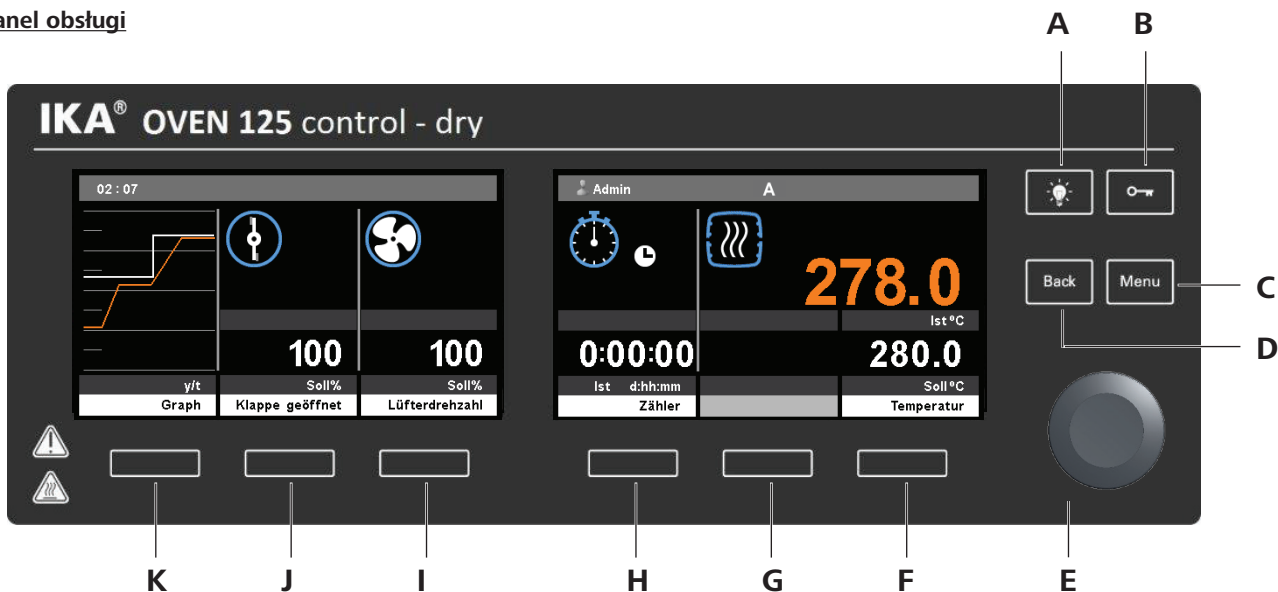 anel obsługi
A B
IKA® OVEN 125 control - dry
02 : 07
Admin A
278.0
Ist °C
100 100 0:00:00 280.0
y/t Soll% Soll% Ist d:hh:mm Soll °C
Graph Klappe geöffnet Lüfterdrehzahl Zähler Temperatur
Back Menu
C
D
K J I H G F E